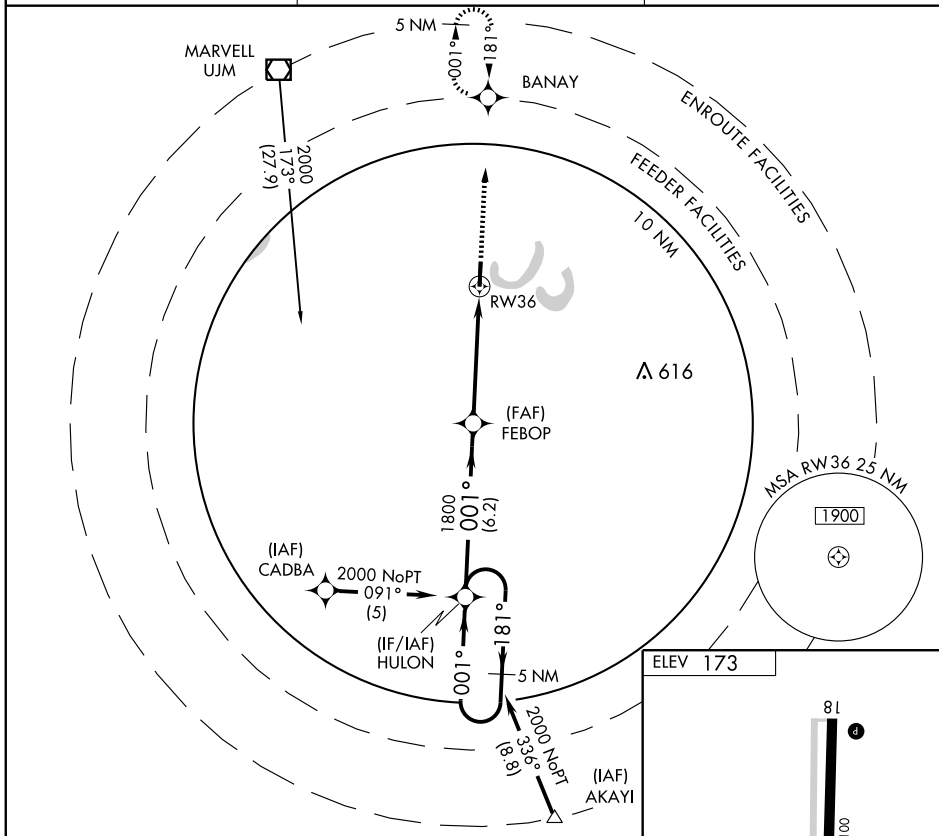 5 NM
001°
181°
MARVELL
UJM
BANAY
2000
173°
(27.9)
ENROUTE FACILITIES
FEEDER FACILITIES
10 NM
RW36
616
(FAF)
FEBOP
1800
001°
(6.2)
MSA RW36 25 NM
1900
(IAF)
CADBA
2000 NoPT
091°
(5)
(IF/IAF)
HULON
001°
181°
5 NM
2000 NoPT
336°
(8.8)
(IAF)
AKAYI
ELEV 173
18
P